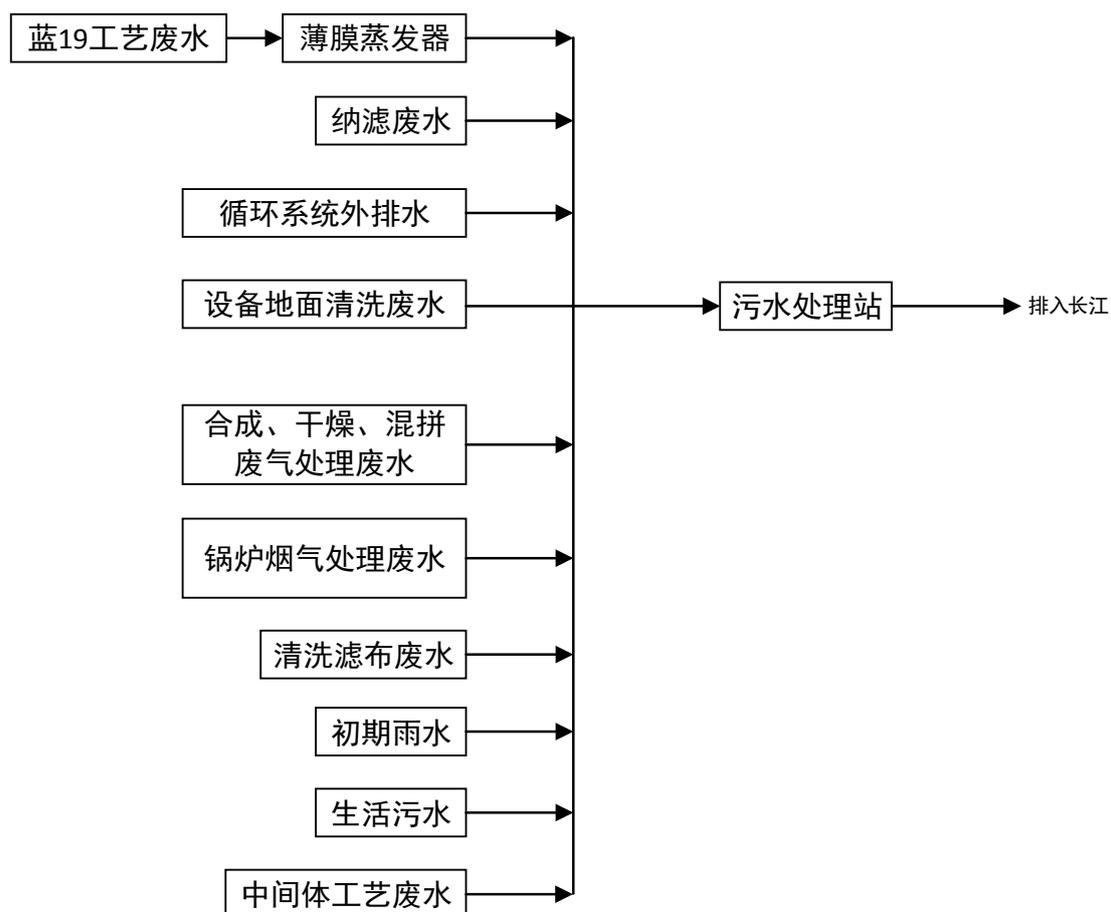 蓝19工艺废水
薄膜蒸发器
纳滤废水
循环系统外排水
设备地面清洗废水
污水处理站
排入长江
合成、干燥、混拼
废气处理废水
锅炉烟气处理废水
清洗滤布废水
初期雨水
生活污水
中间体工艺废水